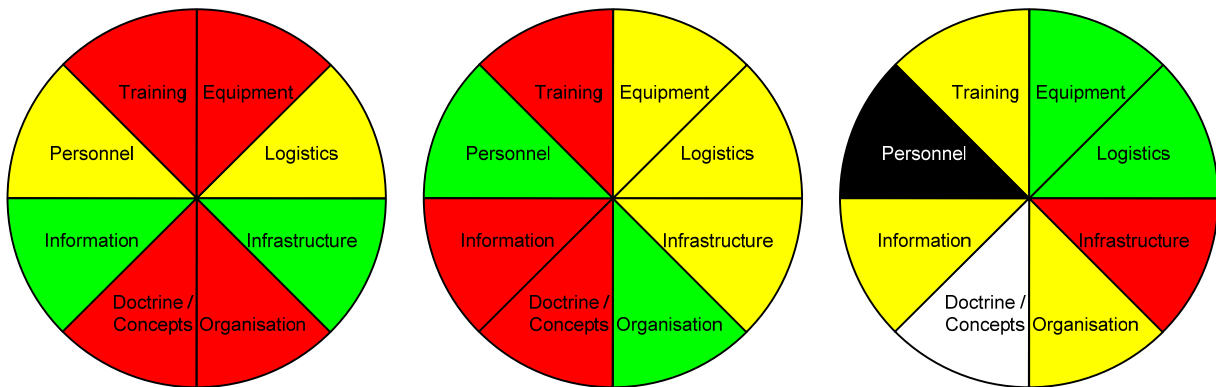 Training
Equipment
Personnel
Logistics
Information
Infrastructure
Doctrine /
Concepts
Organisation
Training
Equipment
Personnel
Logistics
Information
Infrastructure
Doctrine /
Concepts
Organisation
Training
Equipment
Personnel
Logistics
Information
Infrastructure
Doctrine /
Concepts
Organisation